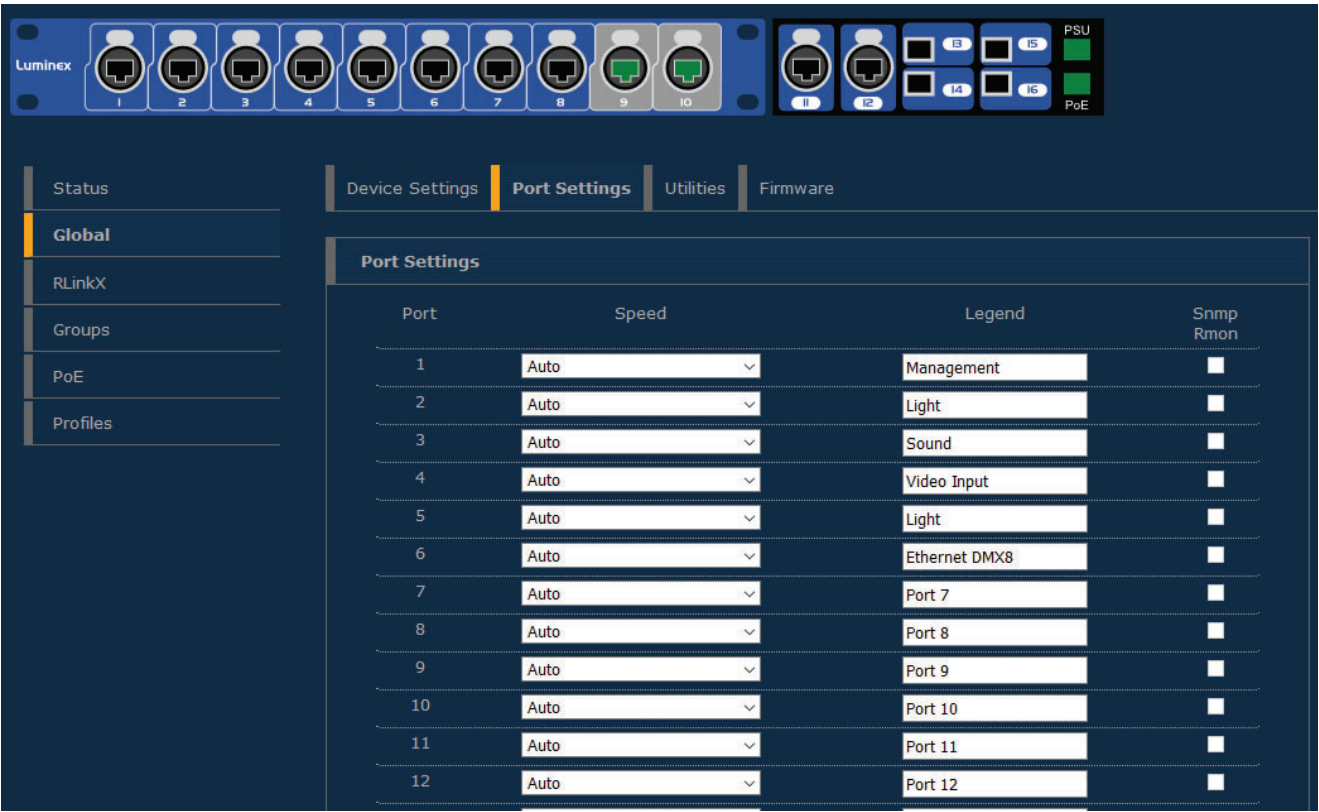 Luminex
1 2 3 4 5 6 7 8 9 10
11 12
13 15
14 16
PSU
PoE
Status
Global
RLinkX
Groups
PoE
Profiles
Device Settings Port Settings Utilities Firmware
Port Settings
Port Speed Legend Snmp
Rmon
1 Auto Management
2 Auto Light
3 Auto Sound
4 Auto Video Input
5 Auto Light
6 Auto Ethernet DMX8
7 Auto Port 7
8 Auto Port 8
9 Auto Port 9
10 Auto Port 10
11 Auto Port 11
12 Auto Port 12